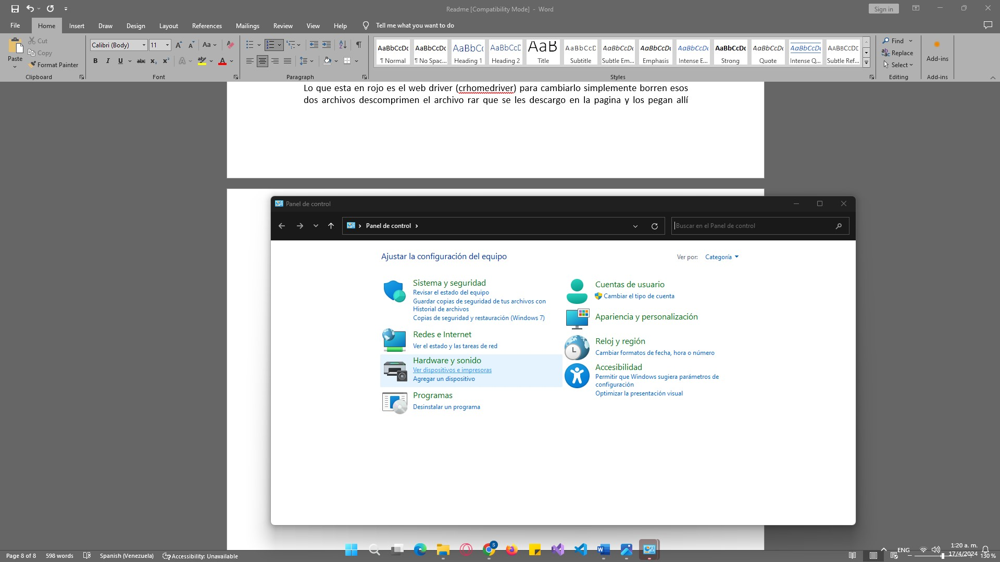 Readme [Compatibility Mode] - Word
Sign in
File Home Insert Draw Design Layout References Mailings Review View Help Tell me what you want to do
Paste
Cut
Copy
Format Painter
Clipboard
Calibri (Body) 11
Font
Paragraph
AaBbCcDc AaBbCcDc AaBbC( AaBbCcC AaB AaBbCcD AaBbCcDc AaBbCcDc AaBbCcDc AaBbCcDc AaBbCcDc AaBbCcDc AABBCCDE
¶ Normal ¶ No Spac... Heading 1 Heading 2 Title Subtitle Subtle Em... Emphasis Intense E... Strong Quote Intense Q... Subtle Ref...
Styles
Find
Replace
Select
Editing
Add-ins
Add-ins
Lo que esta en rojo es el web driver (crhomedriver) para cambiarlo simplemente borren esos
dos archivos descomprimen el archivo rar que se les descargo en la pagina y los pegan allí
Panel de control
Panel de control
Buscar en el Panel de control
Ajustar la configuración del equipo
Ver por: Categoría
Sistema y seguridad
Revisar el estado del equipo
Guardar copias de seguridad de tus archivos con
Historial de archivos
Copias de seguridad y restauración (Windows 7)
Redes e Internet
Ver el estado y las tareas de red
Hardware y sonido
Ver dispositivos e impresoras
Agregar un dispositivo
Programas
Desinstalar un programa
Cuentas de usuario
Cambiar el tipo de cuenta
Apariencia y personalización
Reloj y región
Cambiar formatos de fecha, hora o número
Accesibilidad
Permitir que Windows sugiera parámetros de
configuración
Optimizar la presentación visual
Page 8 of 8 598 words Spanish (Venezuela) Accessibility: Unavailable
S
ENG
1:20 a. m.
17/4/2024
130 %